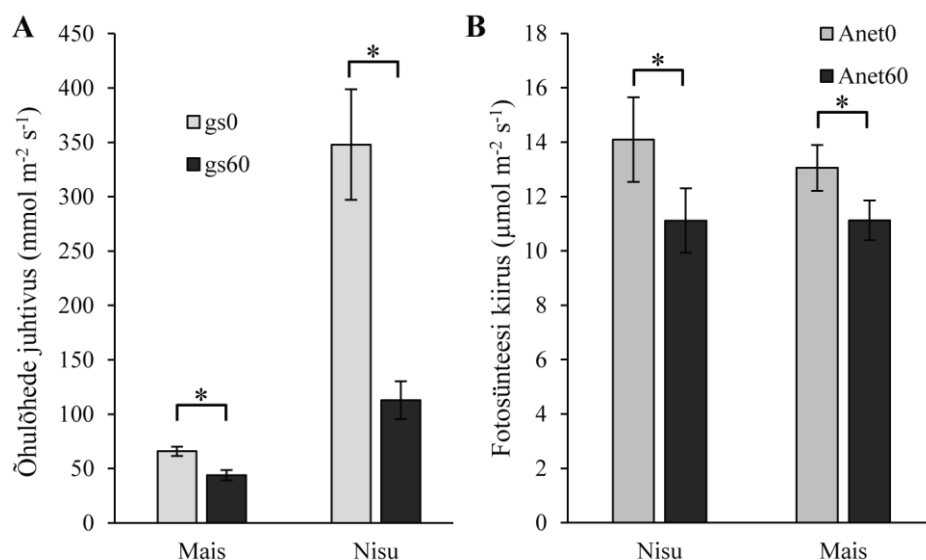 A
Õhulõhede juhtivus (mmol m⁻² s⁻¹)
450
400
350
300
250
200
150
100
50
0
gs0
gs60
*
*
Mais
Nisu
B
Fotosünteesi kiirus (µmol m⁻² s⁻¹)
18
16
14
12
10
8
6
4
2
0
Anet0
Anet60
*
*
Nisu
Mais